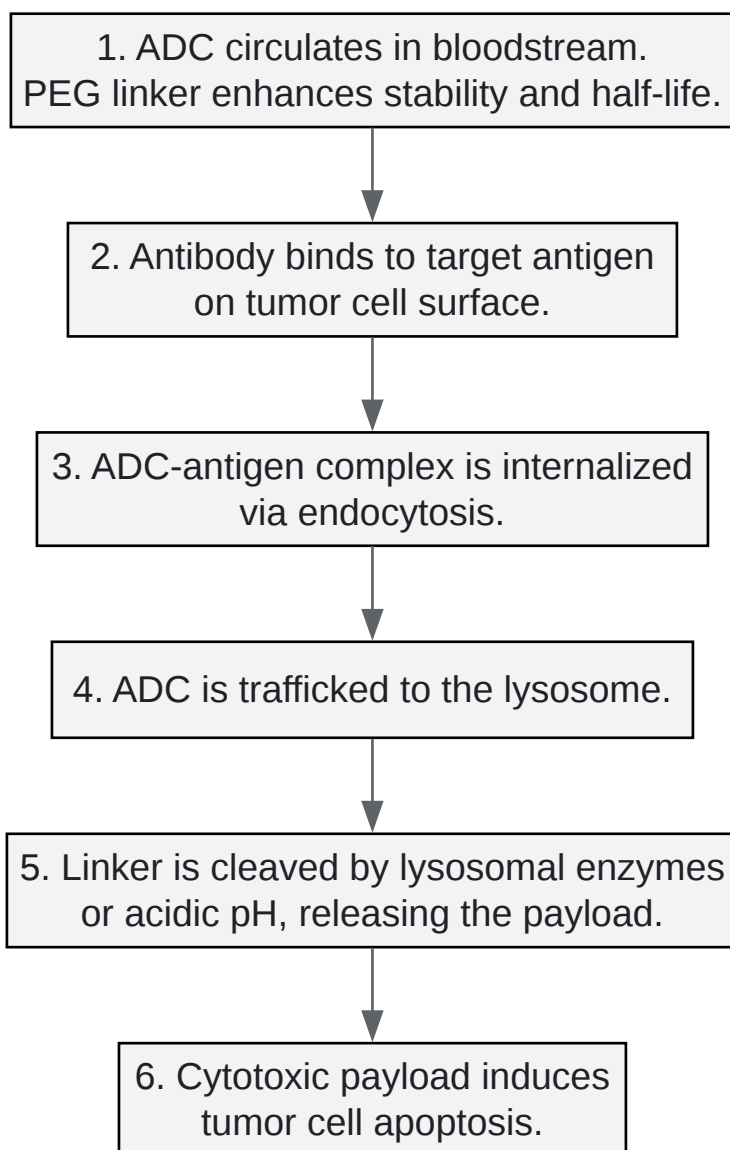 1. ADC circulates in bloodstream.
PEG linker enhances stability and half-life.
2. Antibody binds to target antigen
on tumor cell surface.
3. ADC-antigen complex is internalized
via endocytosis.
4. ADC is trafficked to the lysosome.
5. Linker is cleaved by lysosomal enzymes
or acidic pH, releasing the payload.
6. Cytotoxic payload induces
tumor cell apoptosis.